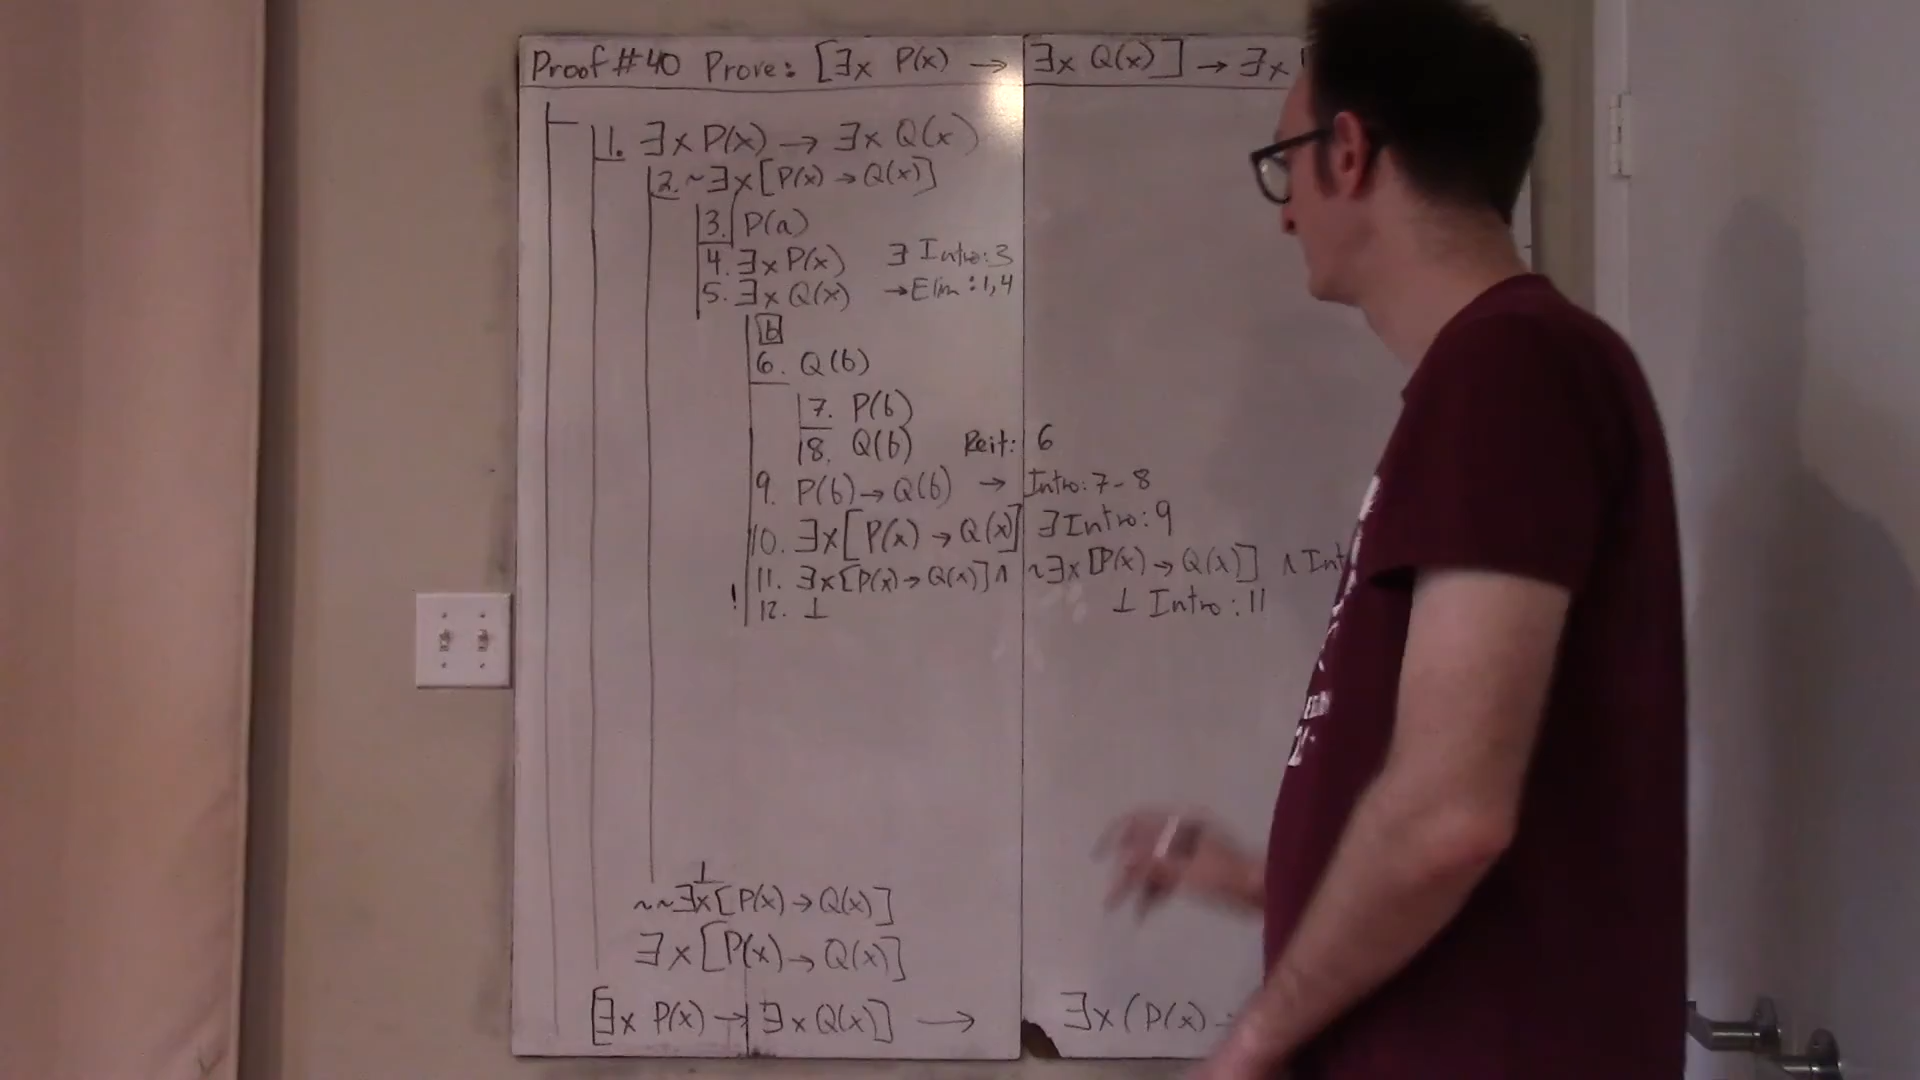 Proof #40 Prove: [∃x P(x) → ∃x Q(x)] → ∃x
1. ∃x P(x) → ∃x Q(x)
2. ~∃x[P(x) → Q(x)]
3. P(a)
4. ∃x P(x) ∃ Intro: 3
5. ∃x Q(x) → Elim: 1,4
b
6. Q(b)
7. P(b)
8. Q(b) Reit: 6
9. P(b) → Q(b) → Intro: 7-8
10. ∃x[P(x) → Q(x)] ∃ Intro: 9
11. ∃x[P(x) → Q(x)] ∧ ~∃x[P(x) → Q(x)] ∧ Int
! 12. ⊥ ⊥ Intro: 11
⊥
~~∃x[P(x) → Q(x)]
∃x[P(x) → Q(x)]
[∃x P(x) → ∃x Q(x)] → ∃x(P(x) →